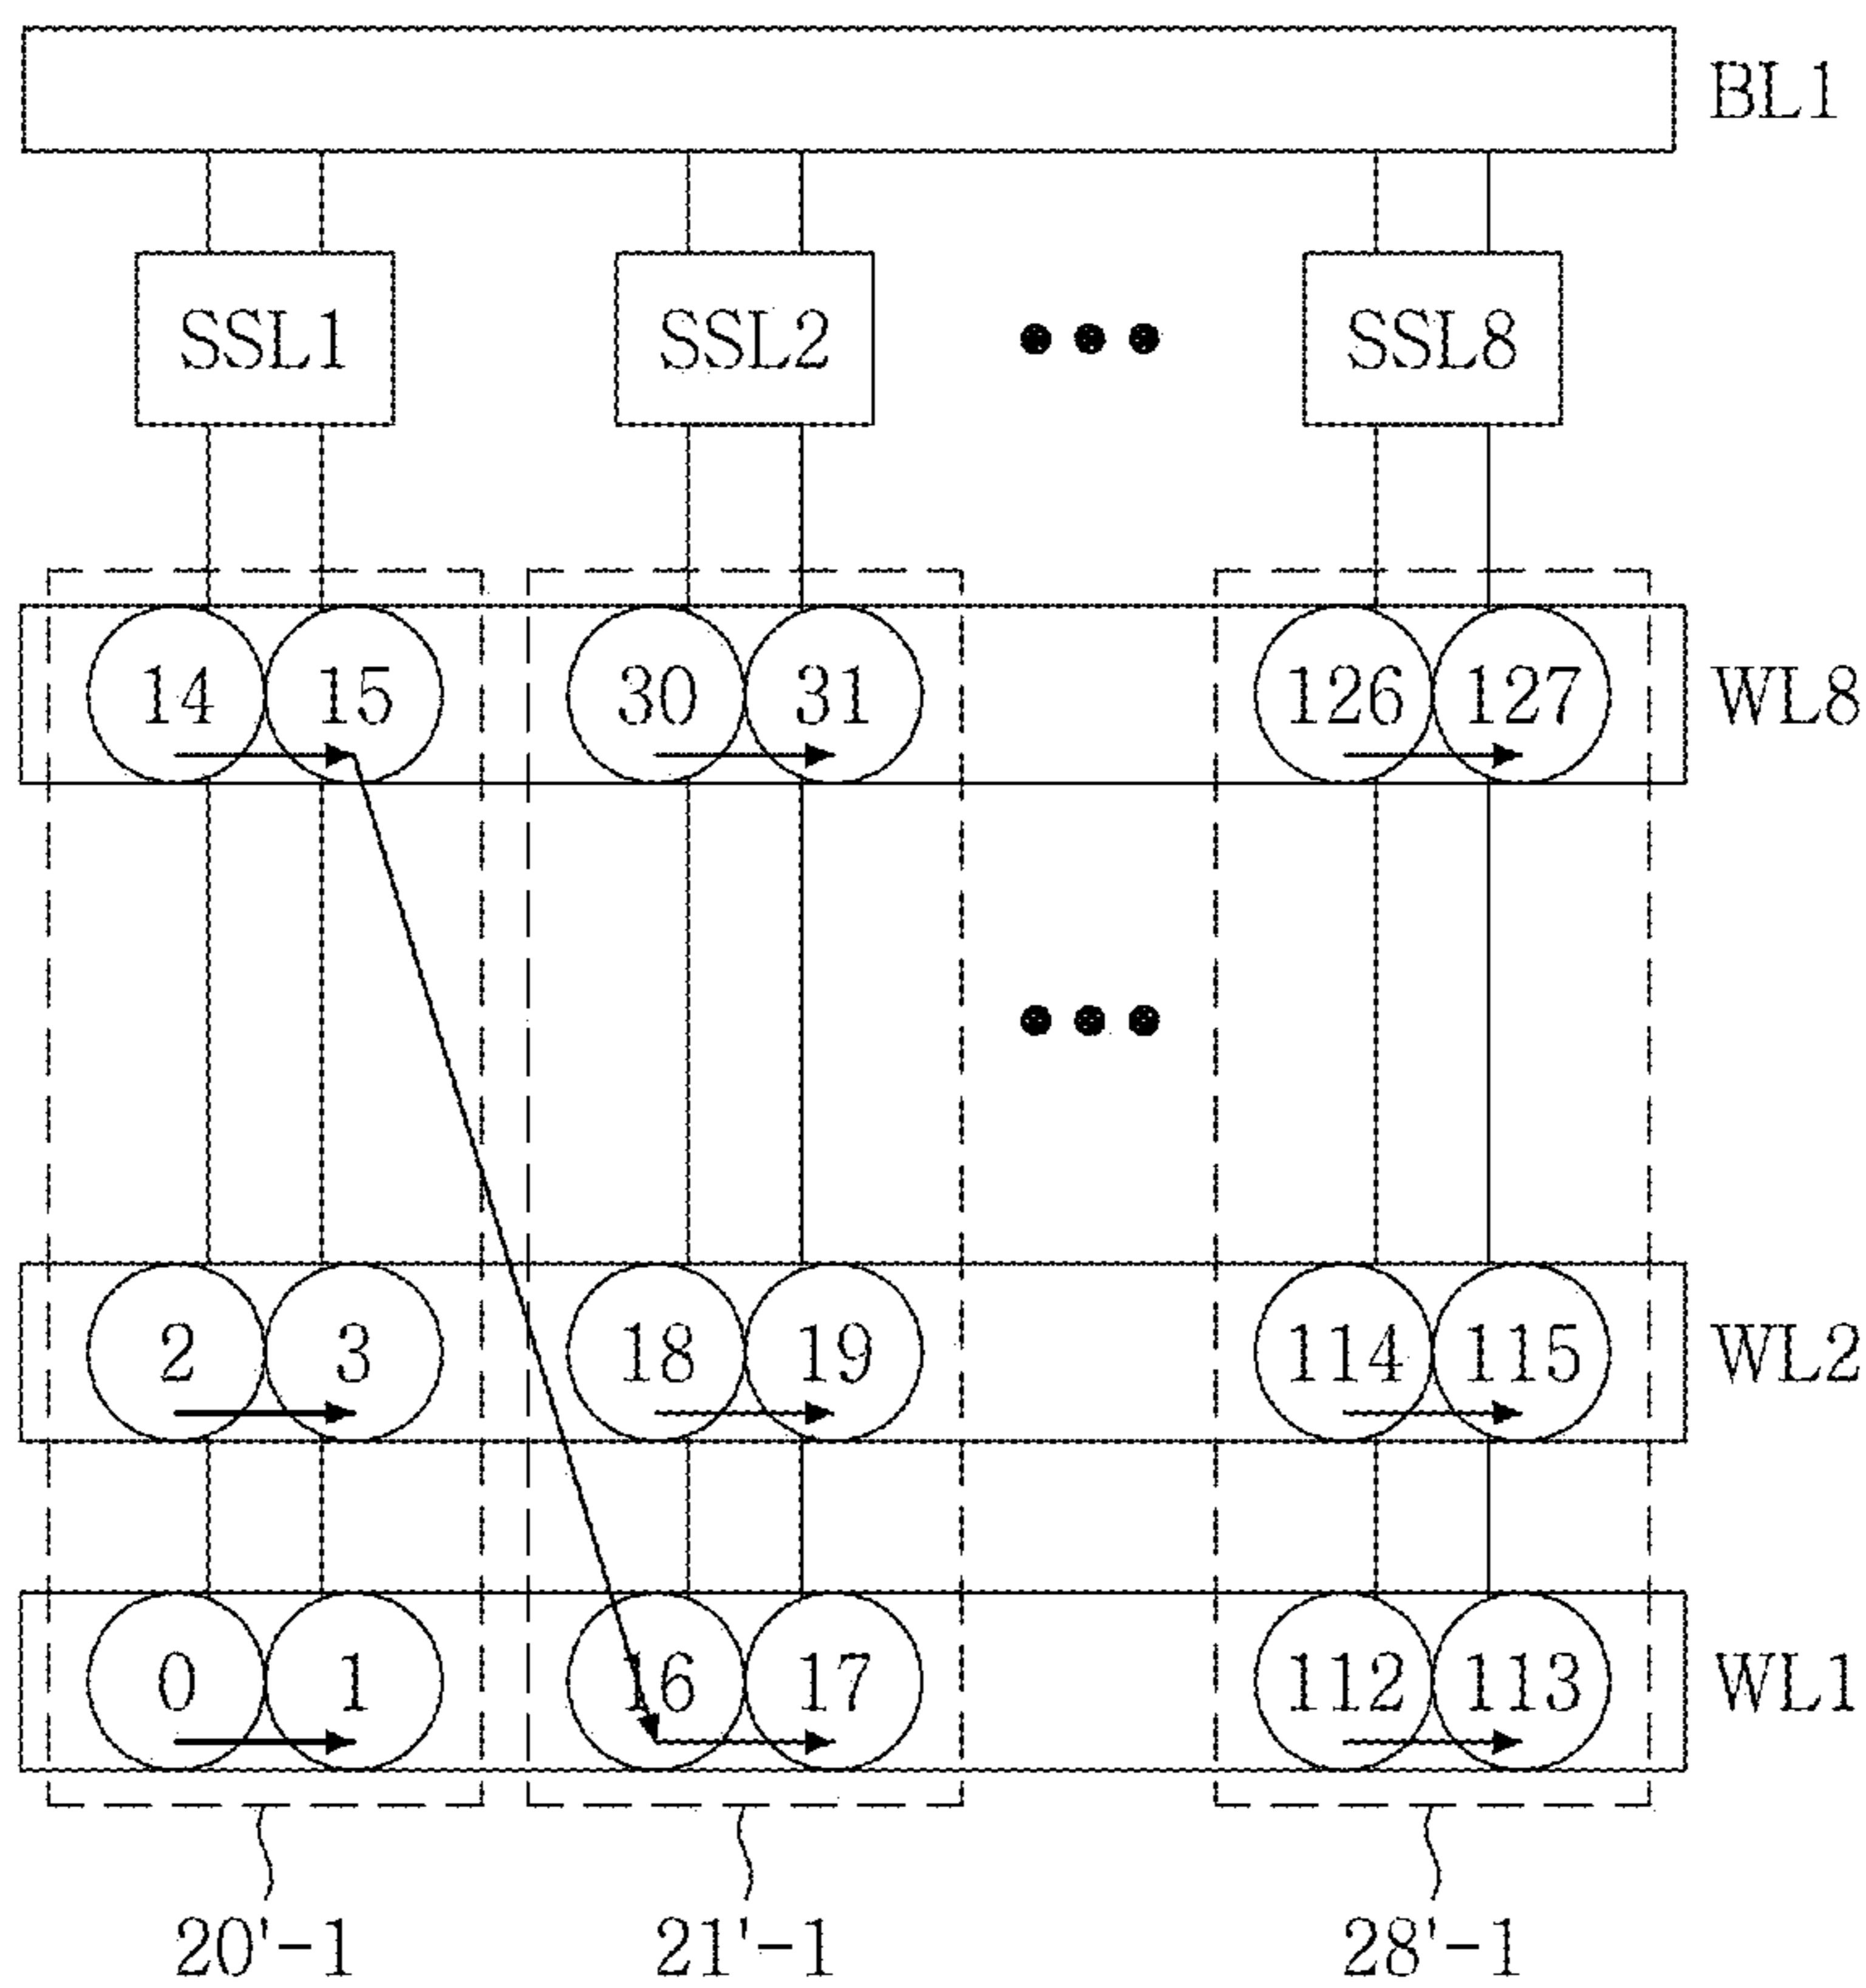 BL1
SSL1 SSL2 SSL8
14 15 30 31 126 127 WL8
2 3 18 19 114 115 WL2
0 1 16 17 112 113 WL1
20'-1 21'-1 28'-1